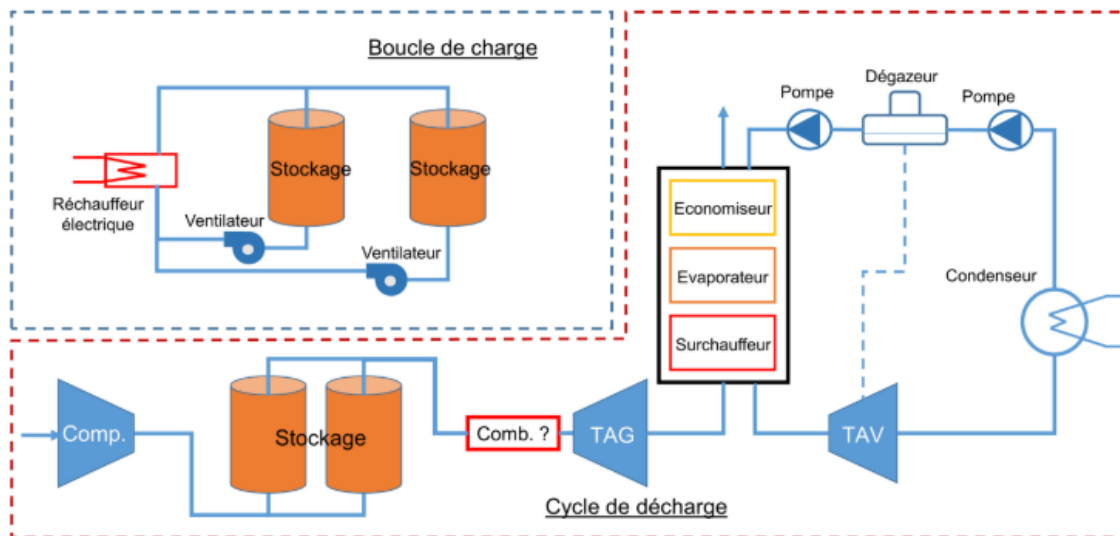 Boucle de charge
Stockage
Stockage
Réchauffeur
électrique
Ventilateur
Ventilateur
Pompe
Dégazeur
Pompe
Economiseur
Evaporateur
Surchauffeur
Condenseur
Comp.
Stockage
Comb. ?
TAG
TAV
Cycle de décharge